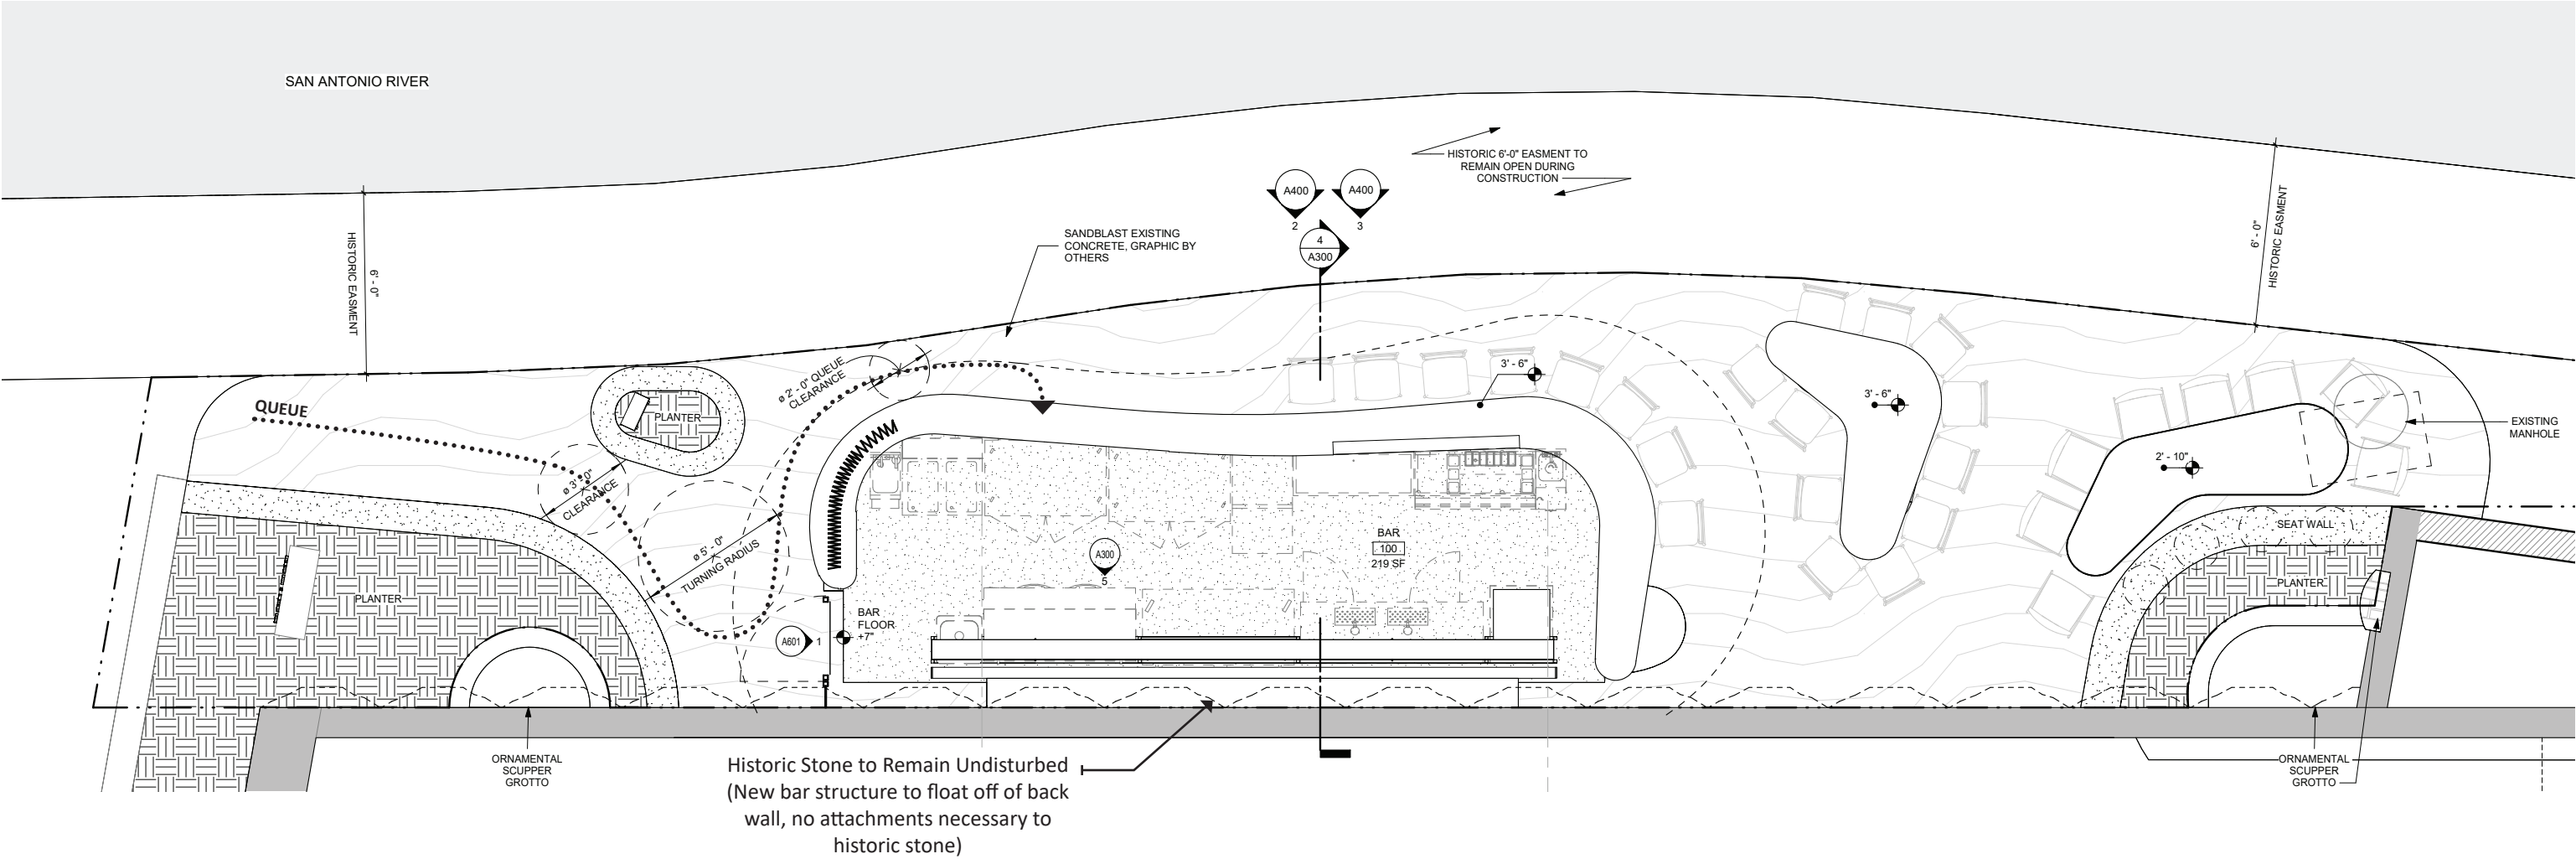 SAN ANTONIO RIVER
HISTORIC 6'-0" EASMENT TO
REMAIN OPEN DURING
CONSTRUCTION
A400
2
A400
3
4
A300
SANDBLAST EXISTING
CONCRETE, GRAPHIC BY
OTHERS
HISTORIC EASMENT
6' - 0"
6' - 0"
HISTORIC EASMENT
QUEUE
PLANTER
ø 2' - 0" QUEUE
CLEARANCE
3' - 6"
3' - 6"
EXISTING
MANHOLE
2' - 10"
ø 3' - 0"
CLEARANCE
ø 5' - 0"
TURNING RADIUS
SEAT WALL
BAR
100
219 SF
A300
5
PLANTER
PLANTER
BAR
FLOOR
+7"
A601
1
ORNAMENTAL
SCUPPER
GROTTO
Historic Stone to Remain Undisturbed
(New bar structure to float off of back
wall, no attachments necessary to
historic stone)
ORNAMENTAL
SCUPPER
GROTTO